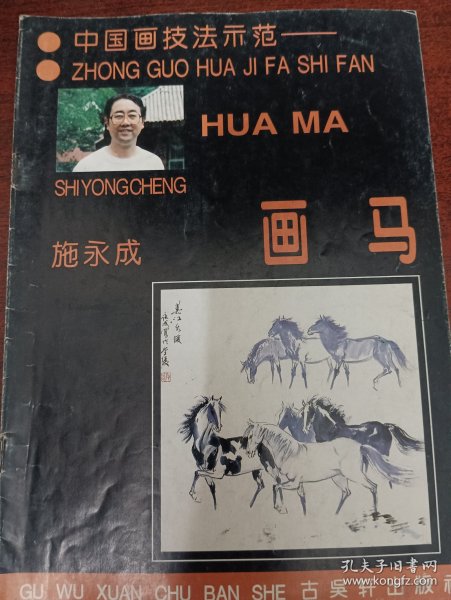 中国画技法示范——
ZHONG GUO HUA JI FA SHI FAN
HUA MA
SHIYONGCHENG
施永成
画马
GU WU XUAN CHU BAN SHE 古吴轩出版社
孔夫子旧书网